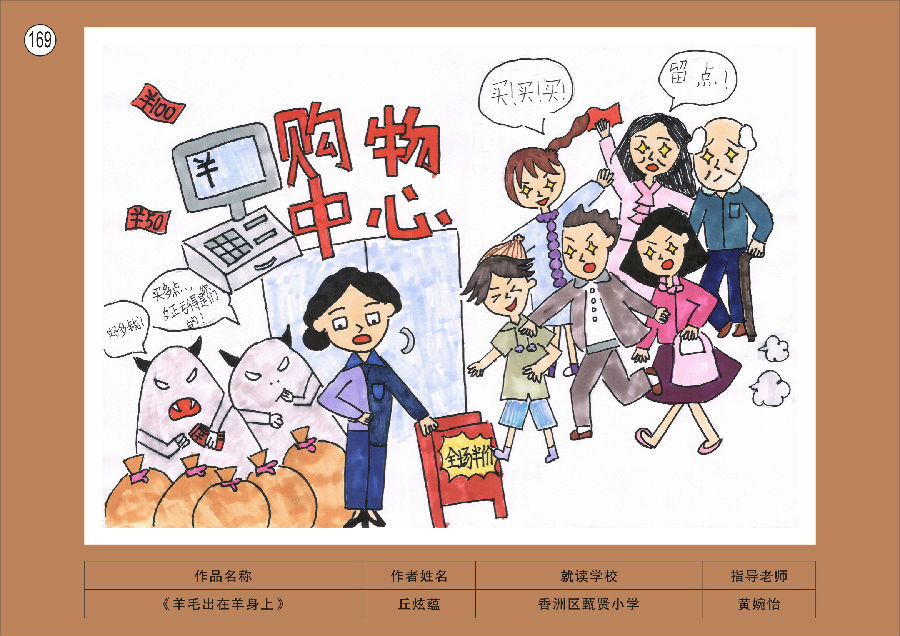 169
¥100
¥
¥50
购物
中心
买!买!买!
留点!
买多点,
好多钱!
全场半价
作品名称 作者姓名 就读学校 指导老师
《羊毛出在羊身上》 丘炫蕴 香洲区甄贤小学 黄婉怡